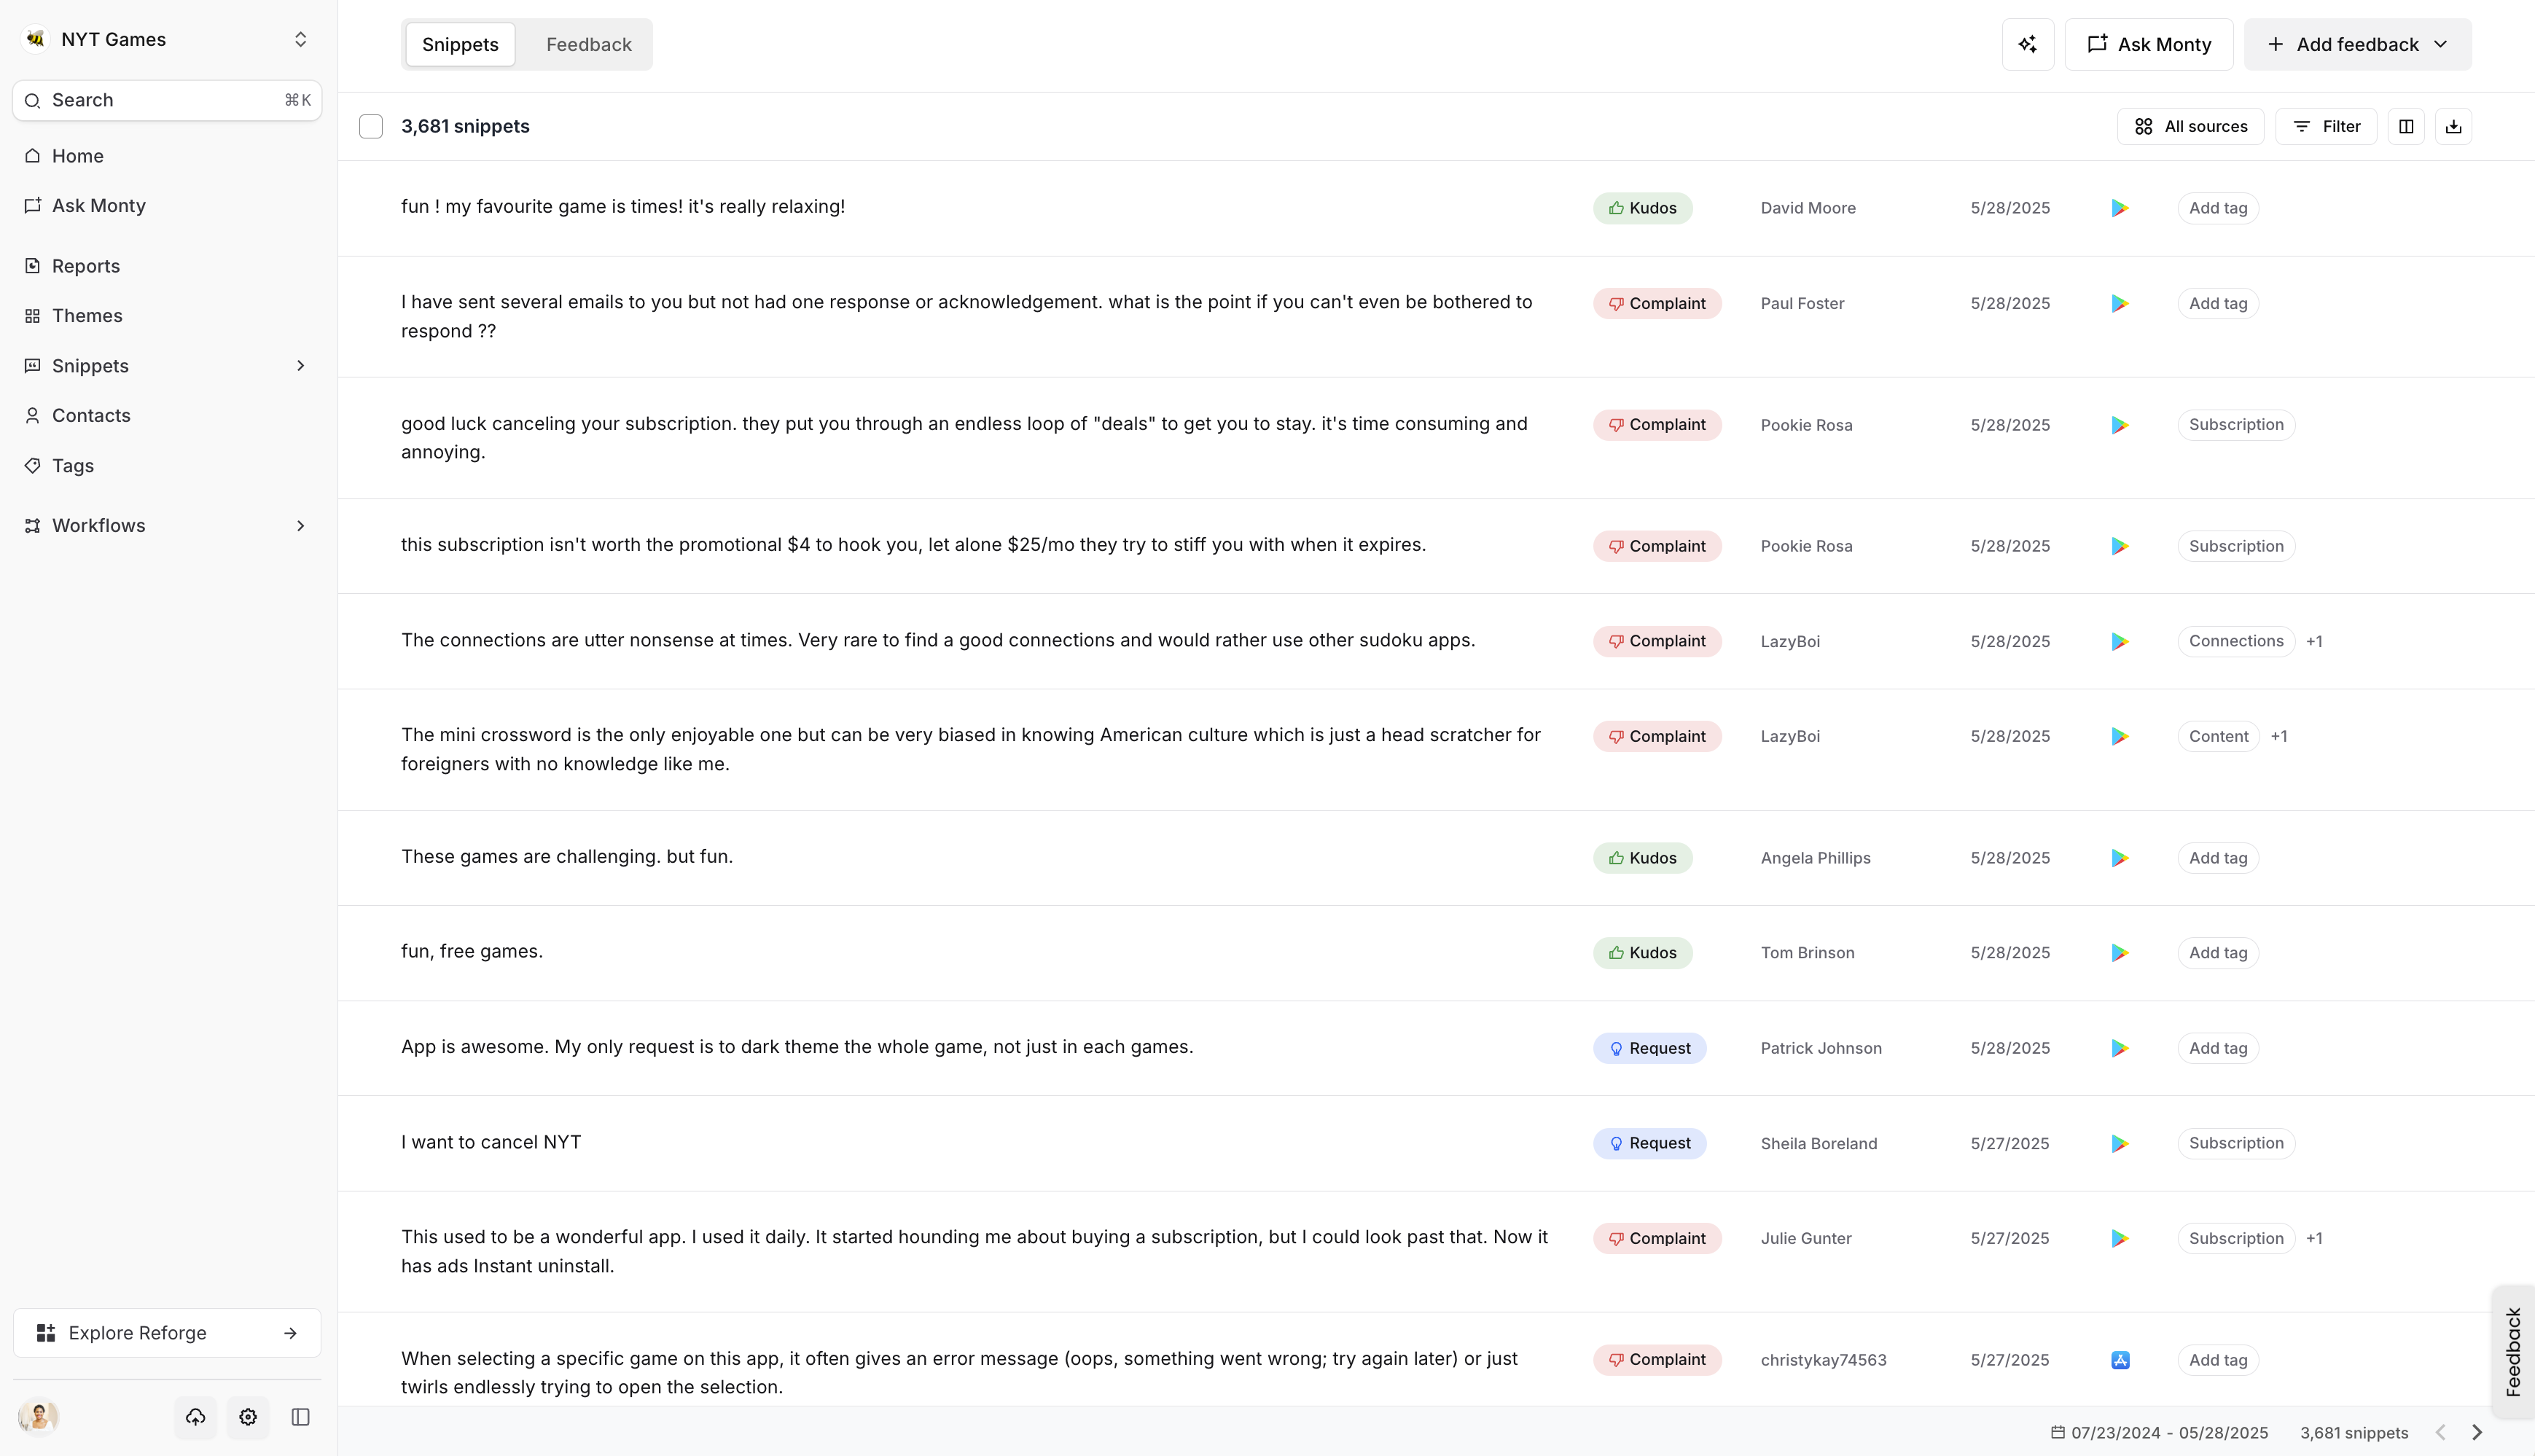 NYT Games
Search ⌘K
Home
Ask Monty
Reports
Themes
Snippets
Contacts
Tags
Workflows
Explore Reforge
Snippets Feedback
Ask Monty
Add feedback
3,681 snippets
All sources
Filter
fun ! my favourite game is times! it's really relaxing!
Kudos David Moore 5/28/2025 Add tag
I have sent several emails to you but not had one response or acknowledgement. what is the point if you can't even be bothered to
respond ??
Complaint Paul Foster 5/28/2025 Add tag
good luck canceling your subscription. they put you through an endless loop of "deals" to get you to stay. it's time consuming and
annoying.
Complaint Pookie Rosa 5/28/2025 Subscription
this subscription isn't worth the promotional $4 to hook you, let alone $25/mo they try to stiff you with when it expires.
Complaint Pookie Rosa 5/28/2025 Subscription
The connections are utter nonsense at times. Very rare to find a good connections and would rather use other sudoku apps.
Complaint LazyBoi 5/28/2025 Connections +1
The mini crossword is the only enjoyable one but can be very biased in knowing American culture which is just a head scratcher for
foreigners with no knowledge like me.
Complaint LazyBoi 5/28/2025 Content +1
These games are challenging. but fun.
Kudos Angela Phillips 5/28/2025 Add tag
fun, free games.
Kudos Tom Brinson 5/28/2025 Add tag
App is awesome. My only request is to dark theme the whole game, not just in each games.
Request Patrick Johnson 5/28/2025 Add tag
I want to cancel NYT
Request Sheila Boreland 5/27/2025 Subscription
This used to be a wonderful app. I used it daily. It started hounding me about buying a subscription, but I could look past that. Now it
has ads Instant uninstall.
Complaint Julie Gunter 5/27/2025 Subscription +1
When selecting a specific game on this app, it often gives an error message (oops, something went wrong; try again later) or just
twirls endlessly trying to open the selection.
Complaint christykay74563 5/27/2025 Add tag
Feedback
07/23/2024 - 05/28/2025 3,681 snippets